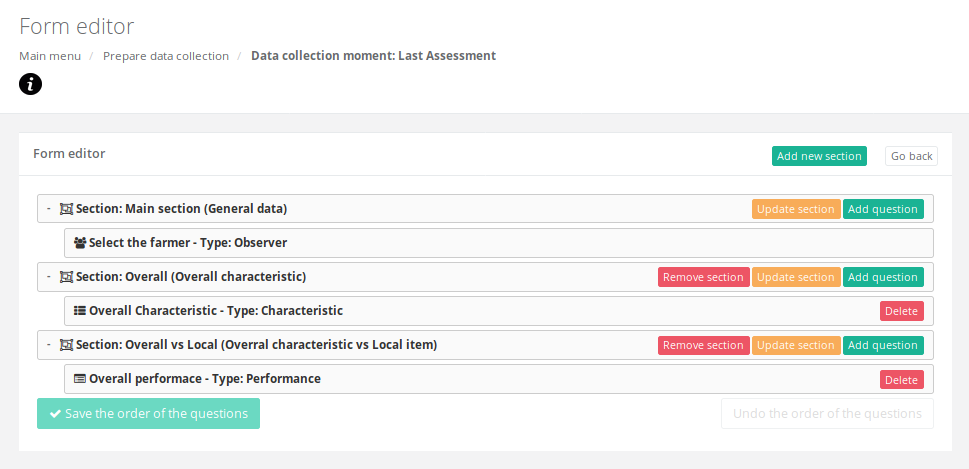 Form editor
Main menu / Prepare data collection / Data collection moment: Last Assessment
Form editor Add new section Go back
- Section: Main section (General data) Update section Add question
Select the farmer - Type: Observer
- Section: Overall (Overall characteristic) Remove section Update section Add question
Overall Characteristic - Type: Characteristic Delete
- Section: Overall vs Local (Overral characteristic vs Local item) Remove section Update section Add question
Overall performace - Type: Performance Delete
Save the order of the questions Undo the order of the questions